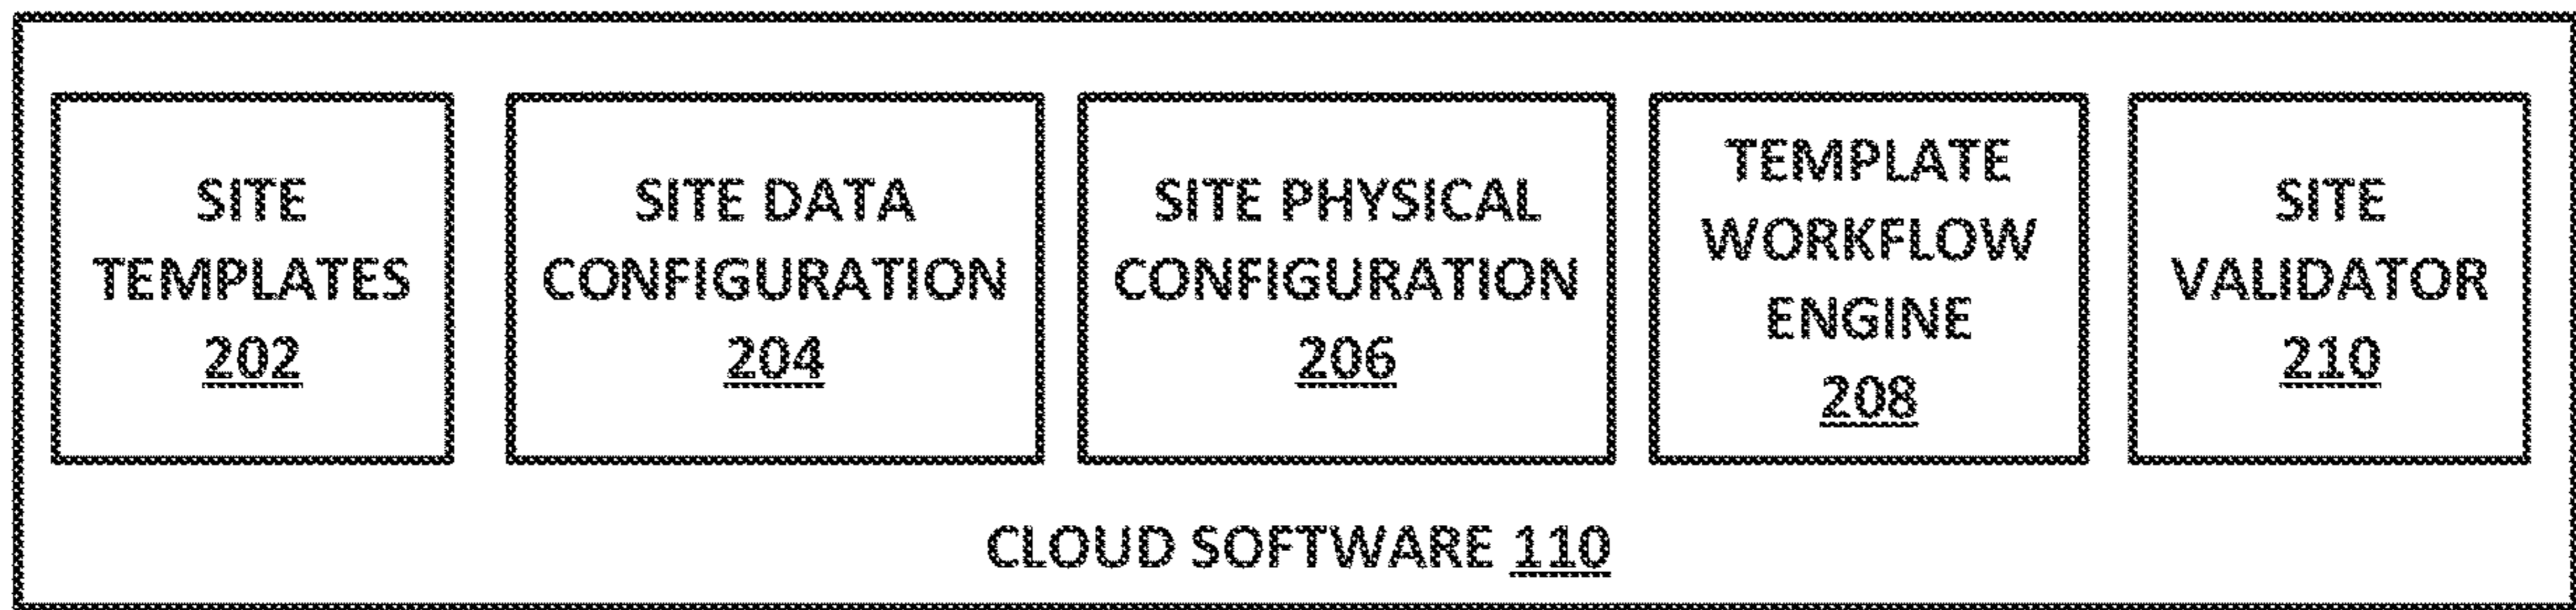 SITE
TEMPLATES
202
SITE DATA
CONFIGURATION
204
SITE PHYSICAL
CONFIGURATION
206
TEMPLATE
WORKFLOW
ENGINE
208
SITE
VALIDATOR
210
CLOUD SOFTWARE 110